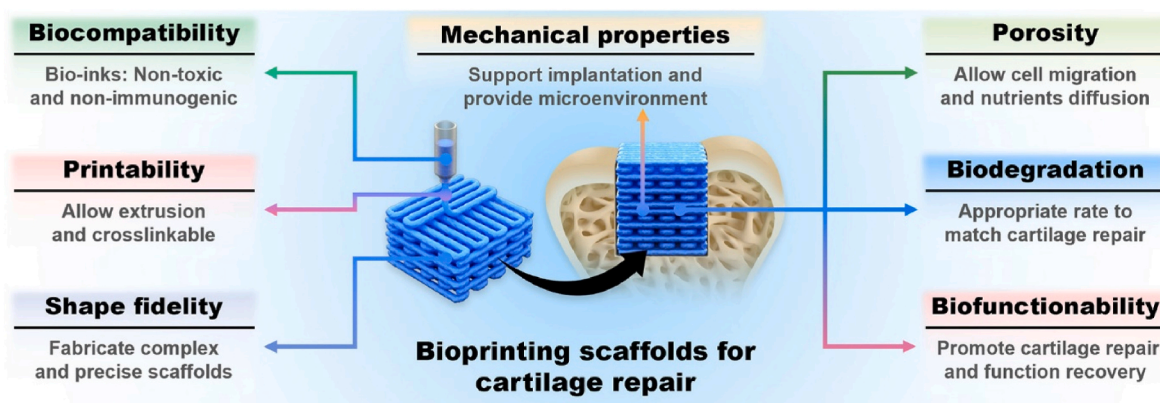 Biocompatibility
Bio-inks: Non-toxic
and non-immunogenic
Printability
Allow extrusion
and crosslinkable
Shape fidelity
Fabricate complex
and precise scaffolds
Mechanical properties
Support implantation and
provide microenvironment
Bioprinting scaffolds for
cartilage repair
Porosity
Allow cell migration
and nutrients diffusion
Biodegradation
Appropriate rate to
match cartilage repair
Biofunctionability
Promote cartilage repair
and function recovery